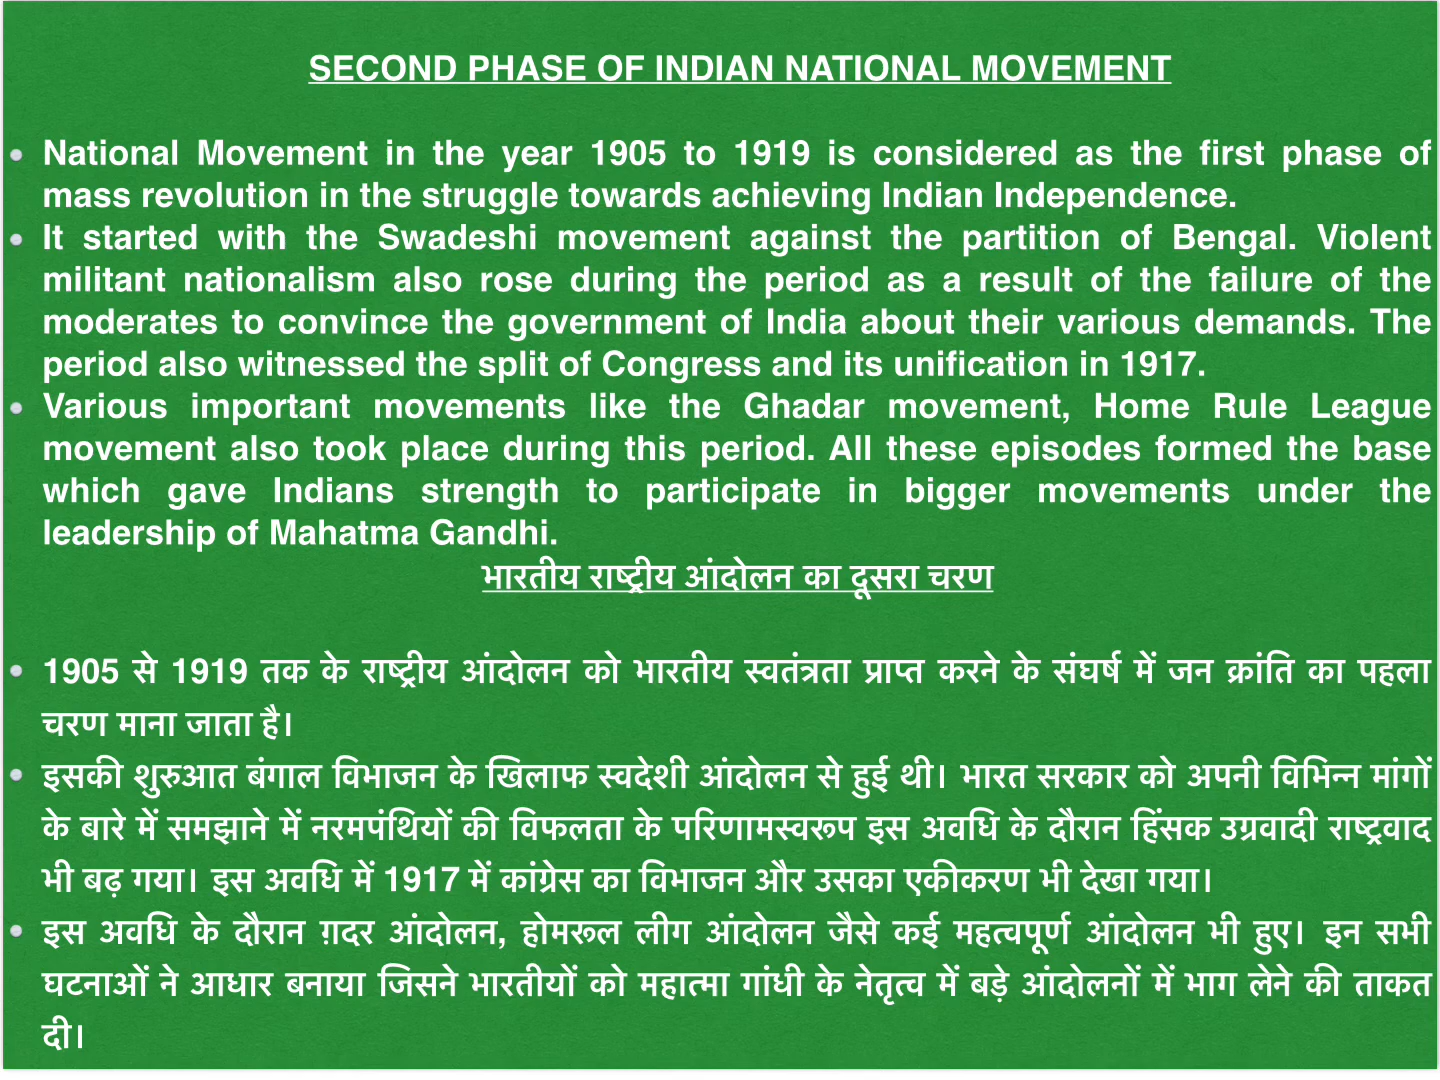 SECOND PHASE OF INDIAN NATIONAL MOVEMENT
National Movement in the year 1905 to 1919 is considered as the first phase of
mass revolution in the struggle towards achieving Indian Independence.
It started with the Swadeshi movement against the partition of Bengal. Violent
militant nationalism also rose during the period as a result of the failure of the
moderates to convince the government of India about their various demands. The
period also witnessed the split of Congress and its unification in 1917.
Various important movements like the Ghadar movement, Home Rule League
movement also took place during this period. All these episodes formed the base
which gave Indians strength to participate in bigger movements under the
leadership of Mahatma Gandhi.
भारतीय राष्ट्रीय आंदोलन का दूसरा चरण
1905 से 1919 तक के राष्ट्रीय आंदोलन को भारतीय स्वतंत्रता प्राप्त करने के संघर्ष में जन क्रांति का पहला
चरण माना जाता है।
इसकी शुरुआत बंगाल विभाजन के खिलाफ स्वदेशी आंदोलन से हुई थी। भारत सरकार को अपनी विभिन्न मांगों
के बारे में समझाने में नरमपंथियों की विफलता के परिणामस्वरूप इस अवधि के दौरान हिंसक उग्रवादी राष्ट्रवाद
भी बढ़ गया। इस अवधि में 1917 में कांग्रेस का विभाजन और उसका एकीकरण भी देखा गया।
इस अवधि के दौरान ग़दर आंदोलन, होमरूल लीग आंदोलन जैसे कई महत्वपूर्ण आंदोलन भी हुए। इन सभी
घटनाओं ने आधार बनाया जिसने भारतीयों को महात्मा गांधी के नेतृत्व में बड़े आंदोलनों में भाग लेने की ताकत
दी।